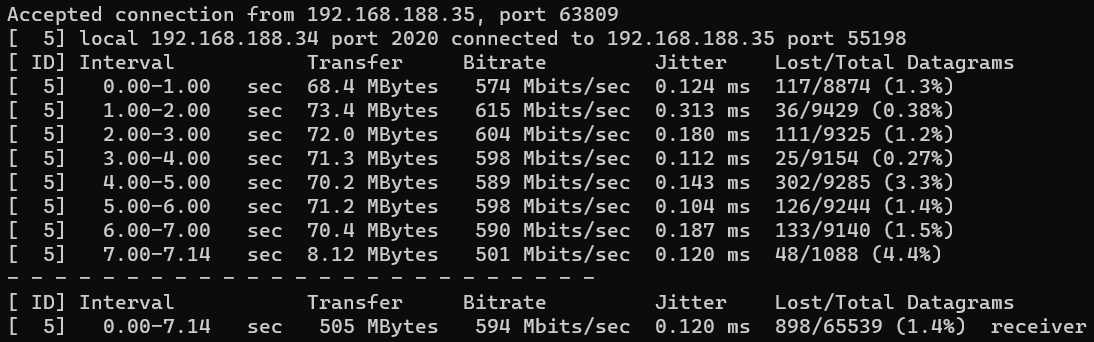 Accepted connection from 192.168.188.35, port 63809
[  5] local 192.168.188.34 port 2020 connected to 192.168.188.35 port 55198
[ ID] Interval           Transfer     Bitrate         Jitter    Lost/Total Datagrams
[  5]   0.00-1.00   sec  68.4 MBytes   574 Mbits/sec  0.124 ms  117/8874 (1.3%)
[  5]   1.00-2.00   sec  73.4 MBytes   615 Mbits/sec  0.313 ms  36/9429 (0.38%)
[  5]   2.00-3.00   sec  72.0 MBytes   604 Mbits/sec  0.180 ms  111/9325 (1.2%)
[  5]   3.00-4.00   sec  71.3 MBytes   598 Mbits/sec  0.112 ms  25/9154 (0.27%)
[  5]   4.00-5.00   sec  70.2 MBytes   589 Mbits/sec  0.143 ms  302/9285 (3.3%)
[  5]   5.00-6.00   sec  71.2 MBytes   598 Mbits/sec  0.104 ms  126/9244 (1.4%)
[  5]   6.00-7.00   sec  70.4 MBytes   590 Mbits/sec  0.187 ms  133/9140 (1.5%)
[  5]   7.00-7.14   sec  8.12 MBytes   501 Mbits/sec  0.120 ms  48/1088 (4.4%)
- - - - - - - - - - - - - - - - - - - - - - - - -
[ ID] Interval           Transfer     Bitrate         Jitter    Lost/Total Datagrams
[  5]   0.00-7.14   sec   505 MBytes   594 Mbits/sec  0.120 ms  898/65539 (1.4%)  receiver